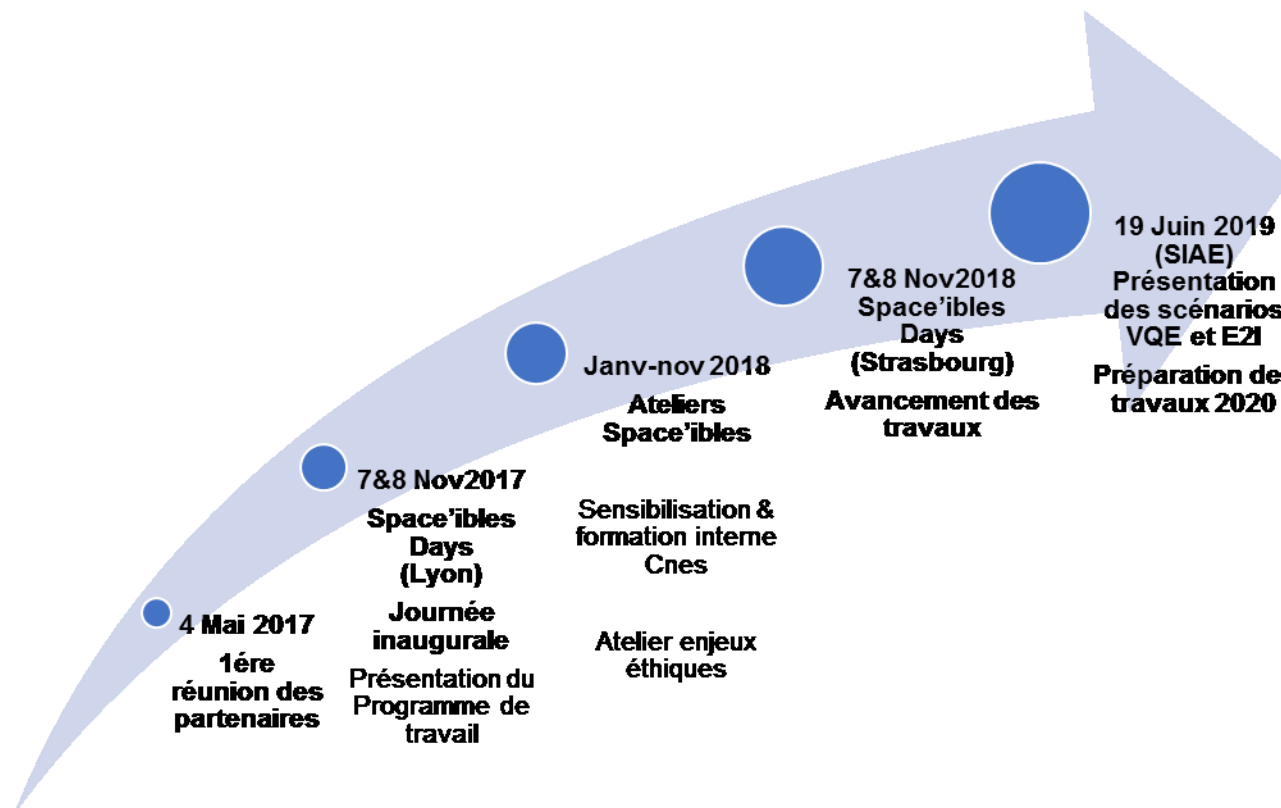 4 Mai 2017
1ére
réunion des
partenaires
7&8 Nov2017
Space’ibles
Days
(Lyon)
Journée
inaugurale
Présentation du
Programme de
travail
Janv-nov 2018
Ateliers
Space’ibles
Sensibilisation &
formation interne
Cnes
Atelier enjeux
éthiques
7&8 Nov2018
Space’ibles
Days
(Strasbourg)
Avancement des
travaux
19 Juin 2019
(SIAE)
Présentation
des scénarios
VQE et E2I
Préparation de
travaux 2020